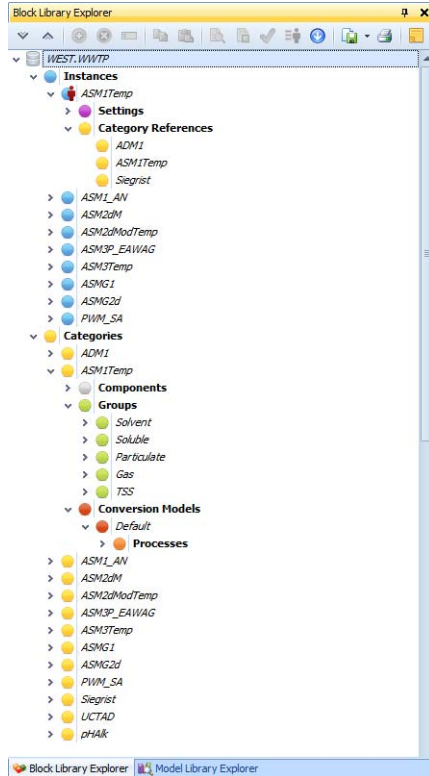 Block Library Explorer
WEST.WWTP
Instances
ASM1Temp
Settings
Category References
ADM1
ASM1Temp
Siegrist
ASM1_AN
ASM2dM
ASM2dModTemp
ASM3P_EAWAG
ASM3Temp
ASMG1
ASMG2d
PWM_SA
Categories
ADM1
ASM1Temp
Components
Groups
Solvent
Soluble
Particulate
Gas
TSS
Conversion Models
Default
Processes
ASM1_AN
ASM2dM
ASM2dModTemp
ASM3P_EAWAG
ASM3Temp
ASMG1
ASMG2d
PWM_SA
Siegrist
UCTAD
pHAlk
Block Library Explorer Model Library Explorer